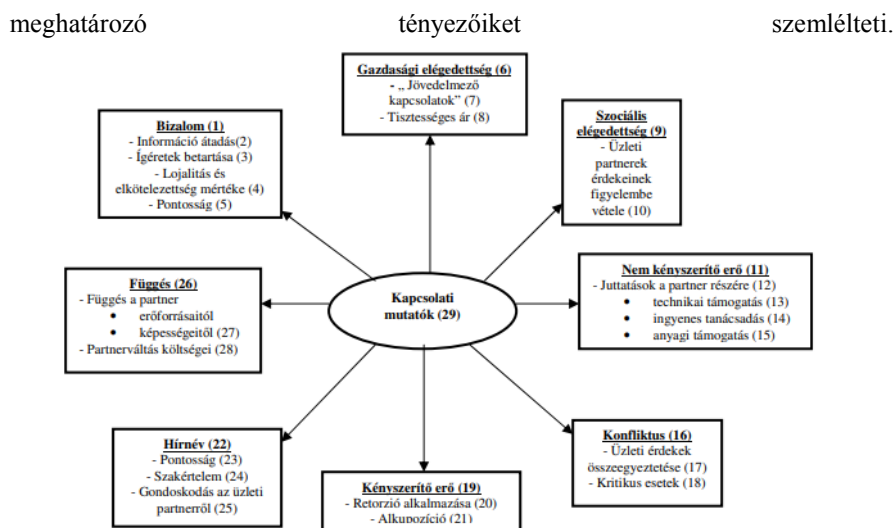 meghatározó tényezőiket szemlélteti.
Gazdasági elégedettség (6)
- „ Jövedelmező
kapcsolatok" (7)
- Tisztességes ár (8)
Bizalom (1)
- Információ átadás(2)
- Ígéretek betartása (3)
- Lojalitás és
elkötelezettség mértéke (4)
- Pontosság (5)
Szociális
elégedettség (9)
- Üzleti
partnerek
érdekeinek
figyelembe
vétele (10)
Függés (26)
- Függés a partner
• erőforrásaitól
• képességeitől (27)
- Partnerváltás költségei (28)
Kapcsolati
mutatók (29)
Nem kényszerítő erő (11)
- Juttatások a partner részére (12)
• technikai támogatás (13)
• ingyenes tanácsadás (14)
• anyagi támogatás (15)
Hírnév (22)
- Pontosság (23)
- Szakértelem (24)
- Gondoskodás az üzleti
partnerről (25)
Kényszerítő erő (19)
- Retorzió alkalmazása (20)
- Alkupozíció (21)
Konfliktus (16)
- Üzleti érdekek
összeegyeztetése (17)
- Kritikus esetek (18)